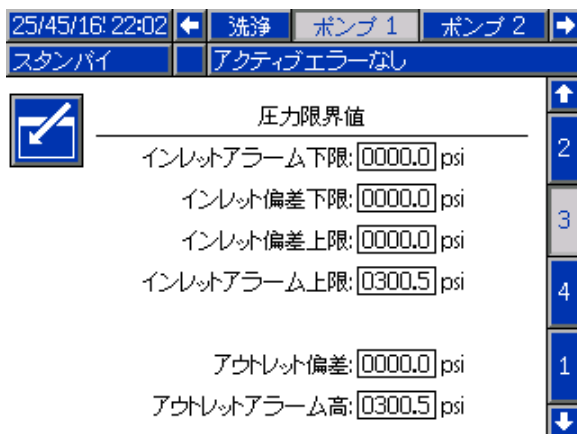 25/45/16 22:02 洗浄 ポンプ 1 ポンプ 2
スタンバイ アクティブエラーなし
圧力限界値
インレットアラーム下限: 0000.0 psi
2
インレット偏差下限: 0000.0 psi
3
インレット偏差上限: 0000.0 psi
インレットアラーム上限: 0300.5 psi
4
アウトレット偏差: 0000.0 psi
1
アウトレットアラーム高: 0300.5 psi